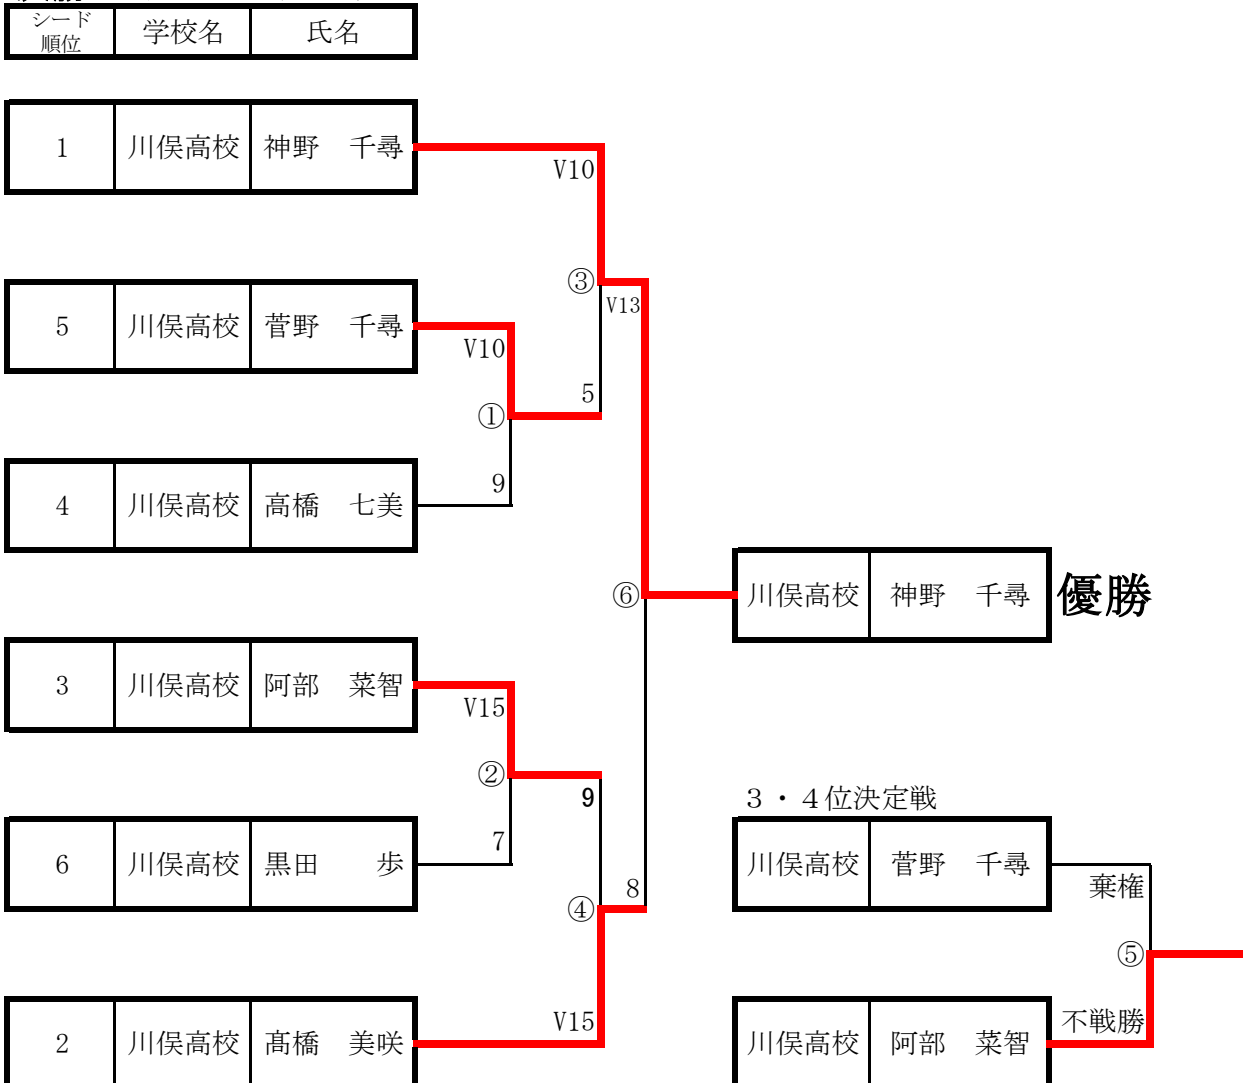 シード順位 学校名 氏名
1 川俣高校 神野 千尋
V10
③
V13
5 川俣高校 菅野 千尋
V10
5
①
9
4 川俣高校 高橋 七美
⑥
川俣高校 神野 千尋 優勝
3 川俣高校 阿部 菜智
V15
②
9
7
6 川俣高校 黒田 歩
8
④
V15
2 川俣高校 髙橋 美咲
3・4位決定戦
川俣高校 菅野 千尋
棄権
⑤
不戦勝
川俣高校 阿部 菜智